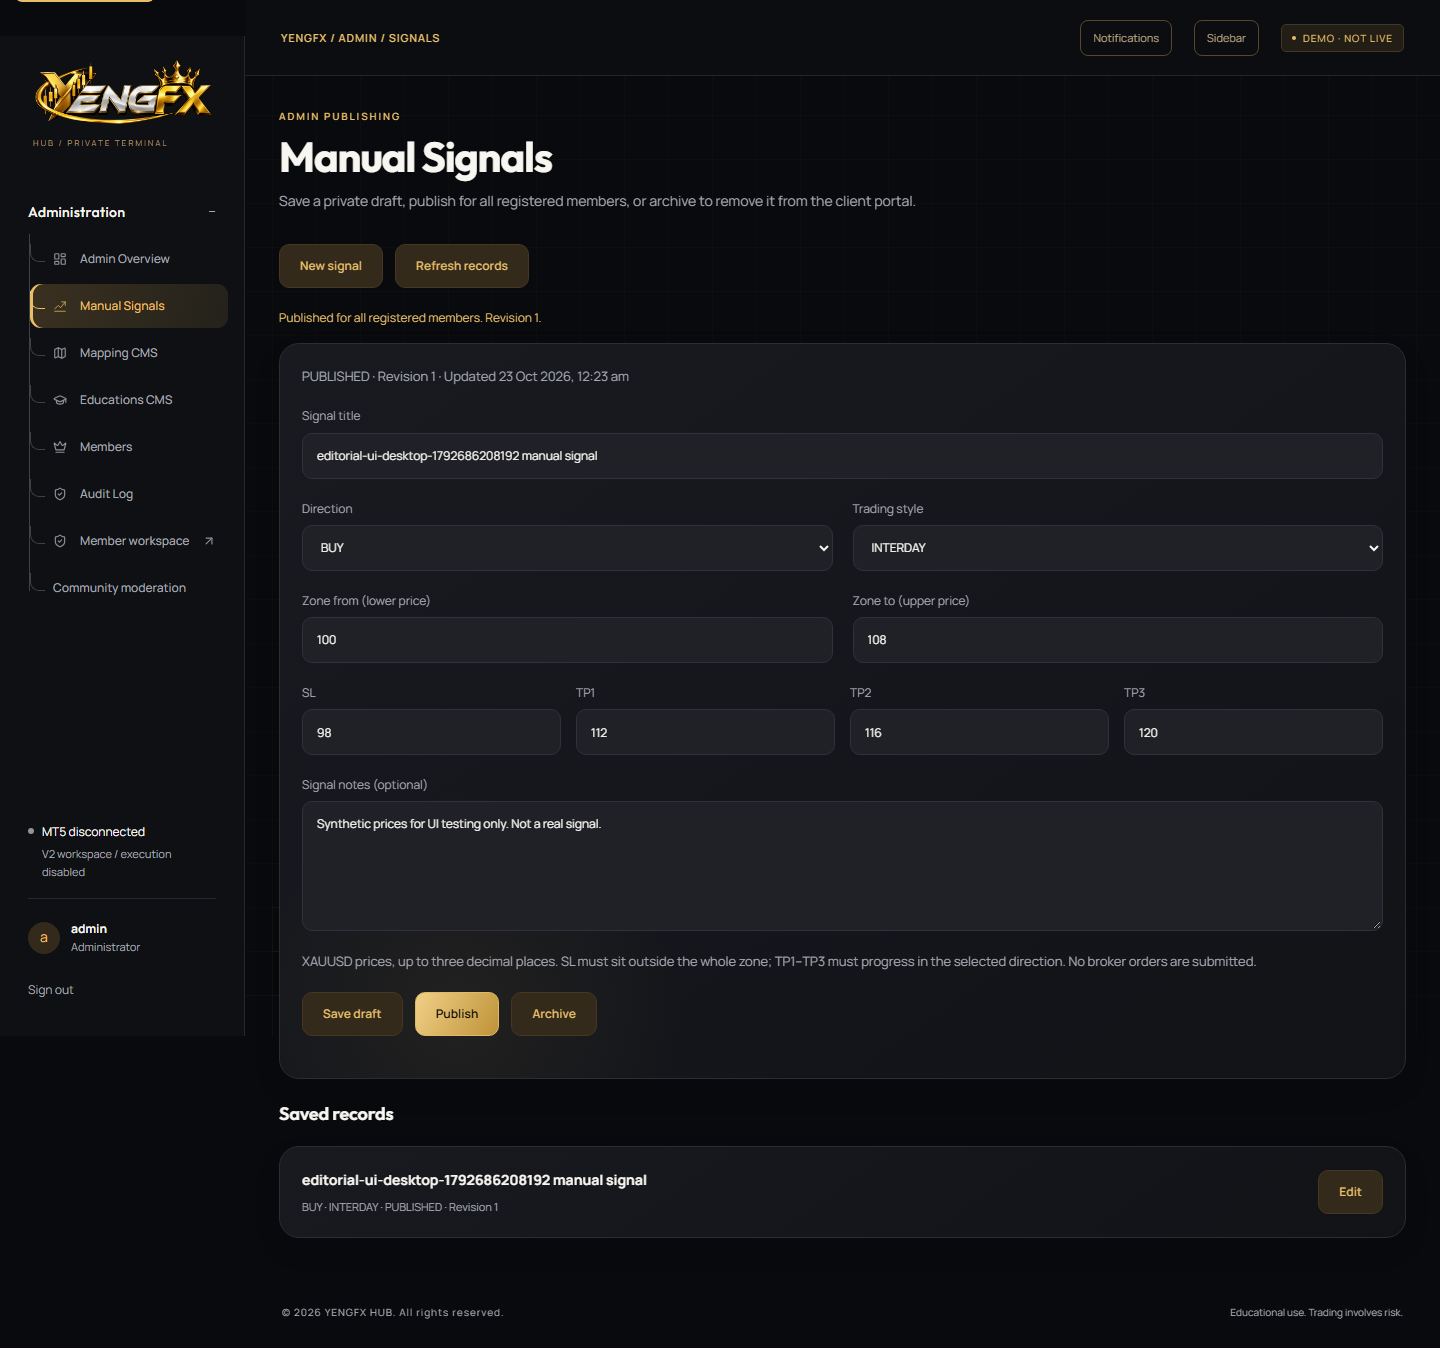 YENGFX / ADMIN / SIGNALS
Notifications
Sidebar
DEMO · NOT LIVE
YENGFX
HUB / PRIVATE TERMINAL
Administration
Admin Overview
Manual Signals
Mapping CMS
Educations CMS
Members
Audit Log
Member workspace
Community moderation
MT5 disconnected
V2 workspace / execution
disabled
a
admin
Administrator
Sign out
ADMIN PUBLISHING
Manual Signals
Save a private draft, publish for all registered members, or archive to remove it from the client portal.
New signal
Refresh records
Published for all registered members. Revision 1.
PUBLISHED · Revision 1 · Updated 23 Oct 2026, 12:23 am
Signal title
editorial-ui-desktop-1792686208192 manual signal
Direction
Trading style
BUY
INTERDAY
Zone from (lower price)
Zone to (upper price)
100
108
SL
TP1
TP2
TP3
98
112
116
120
Signal notes (optional)
Synthetic prices for UI testing only. Not a real signal.
XAUUSD prices, up to three decimal places. SL must sit outside the whole zone; TP1–TP3 must progress in the selected direction. No broker orders are submitted.
Save draft
Publish
Archive
Saved records
editorial-ui-desktop-1792686208192 manual signal
BUY · INTERDAY · PUBLISHED · Revision 1
Edit
© 2026 YENGFX HUB. All rights reserved.
Educational use. Trading involves risk.